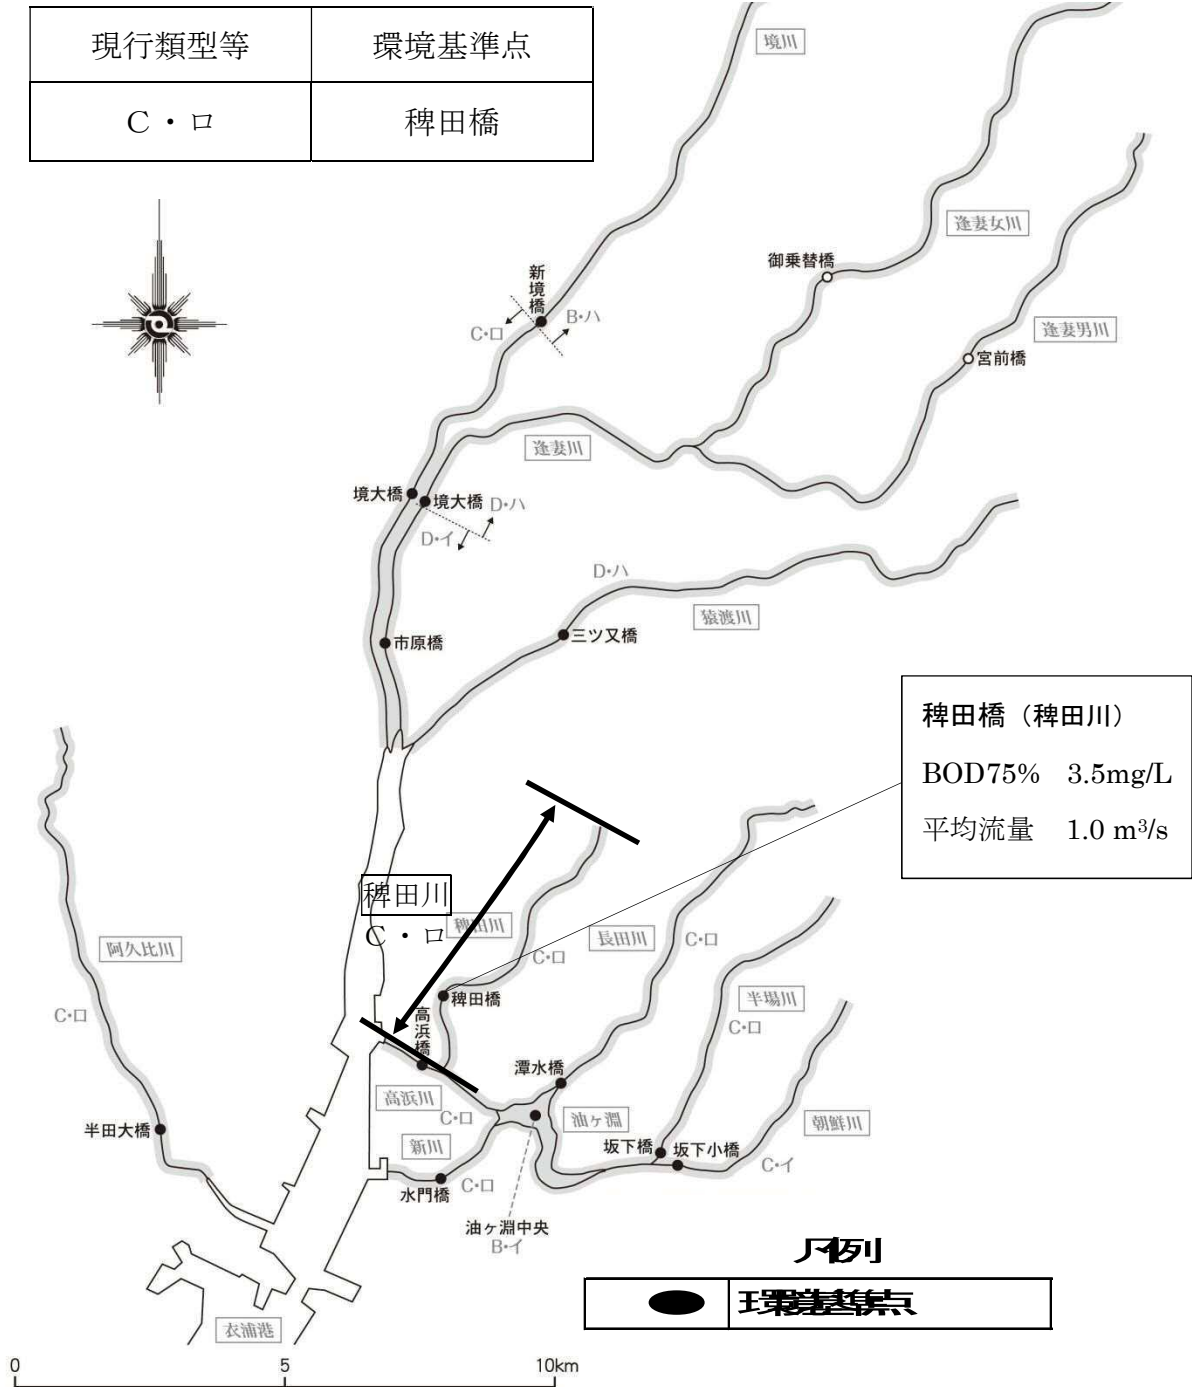 現行類型等 環境基準点
C・ロ 稗田橋
境川
逢妻女川
御乗替橋
新境橋
B・ハ
C・ロ
逢妻男川
宮前橋
逢妻川
境大橋
境大橋
D・ハ
D・イ
D・ハ
猿渡川
三ツ又橋
市原橋
稗田橋（稗田川）
BOD75% 3.5mg/L
平均流量 1.0 m³/s
稗田川
C・ロ
稗田川
C・ロ
長田川
C・ロ
阿久比川
C・ロ
稗田橋
高浜橋
半場川
C・ロ
潭水橋
高浜川
C・ロ
油ヶ淵
朝鮮川
半田大橋
新川
坂下橋
坂下小橋
C・イ
水門橋
C・ロ
油ヶ淵中央
B・イ
凡例
環境基準点
衣浦港
0 5 10km